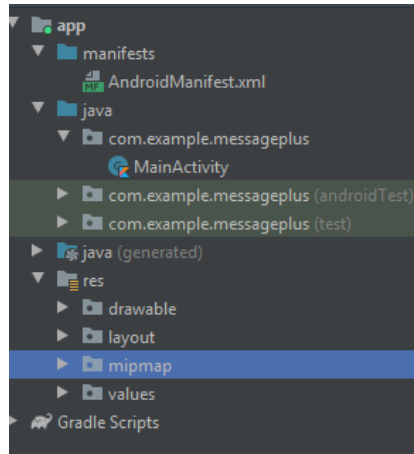 app
manifests
MF AndroidManifest.xml
java
com.example.messageplus
MainActivity
com.example.messageplus (androidTest)
com.example.messageplus (test)
java (generated)
res
drawable
layout
mipmap
values
Gradle Scripts